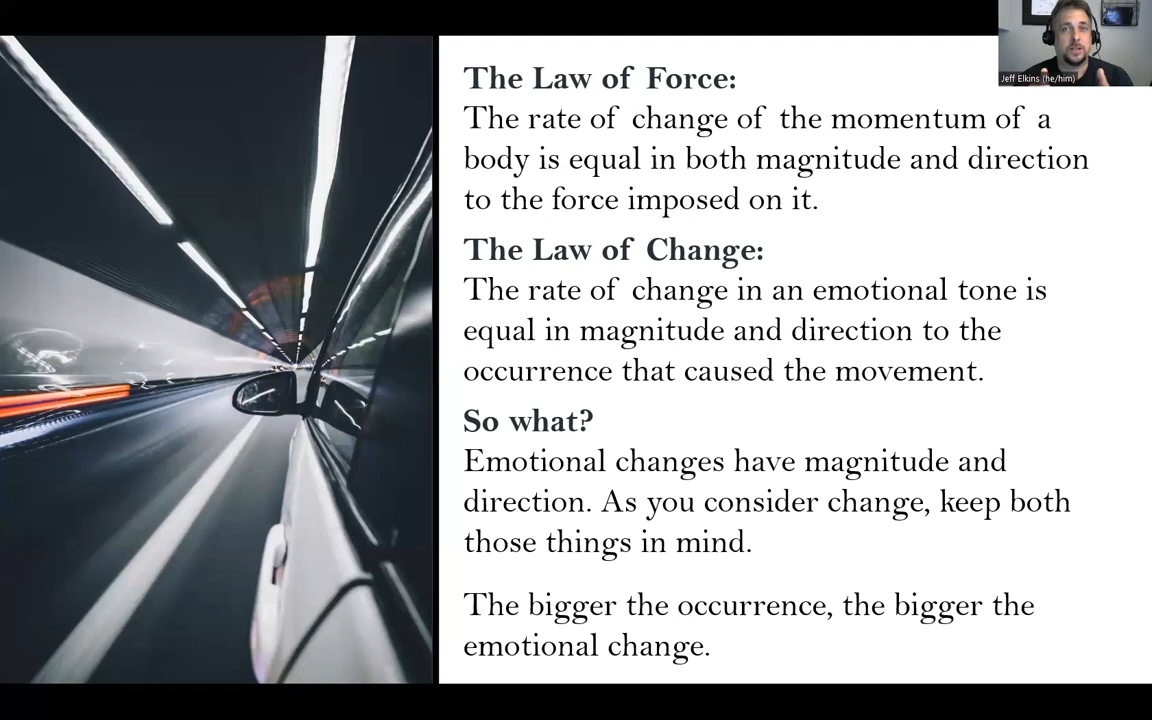 Jeff Elkins (he/him)
The Law of Force:
The rate of change of the momentum of a
body is equal in both magnitude and direction
to the force imposed on it.
The Law of Change:
The rate of change in an emotional tone is
equal in magnitude and direction to the
occurrence that caused the movement.
So what?
Emotional changes have magnitude and
direction. As you consider change, keep both
those things in mind.
The bigger the occurrence, the bigger the
emotional change.